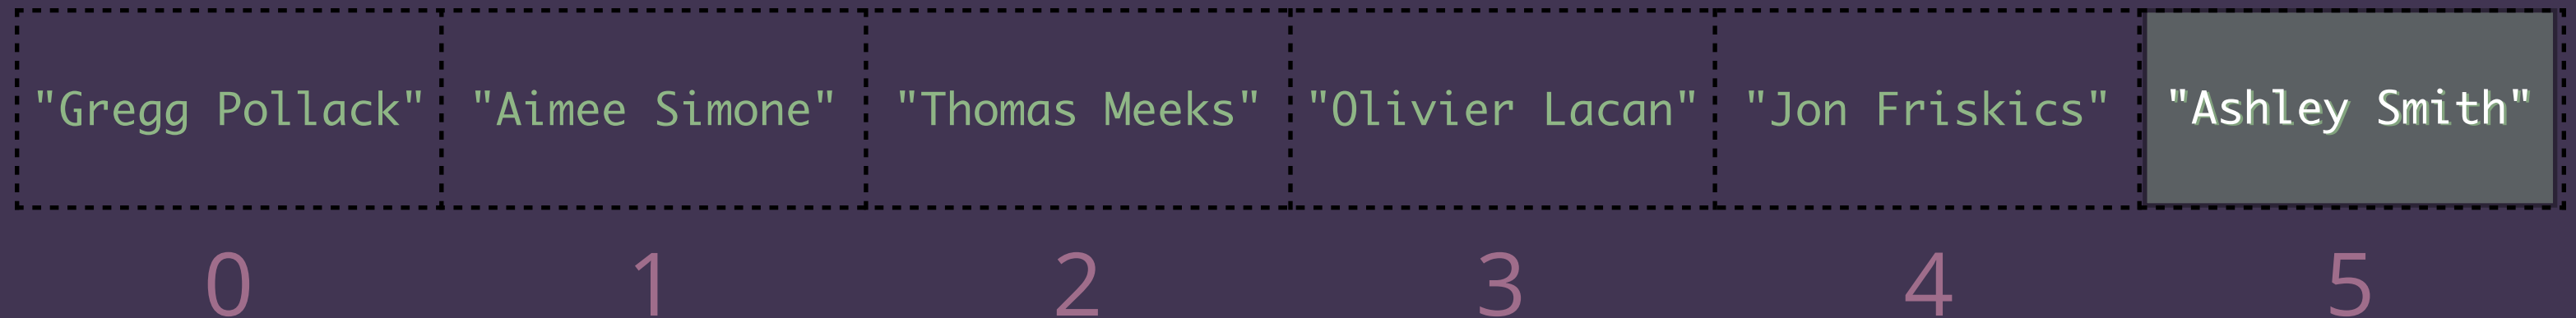 "Gregg Pollack" "Aimee Simone" "Thomas Meeks" "Olivier Lacan" "Jon Friskics" "Ashley Smith"
0 1 2 3 4 5